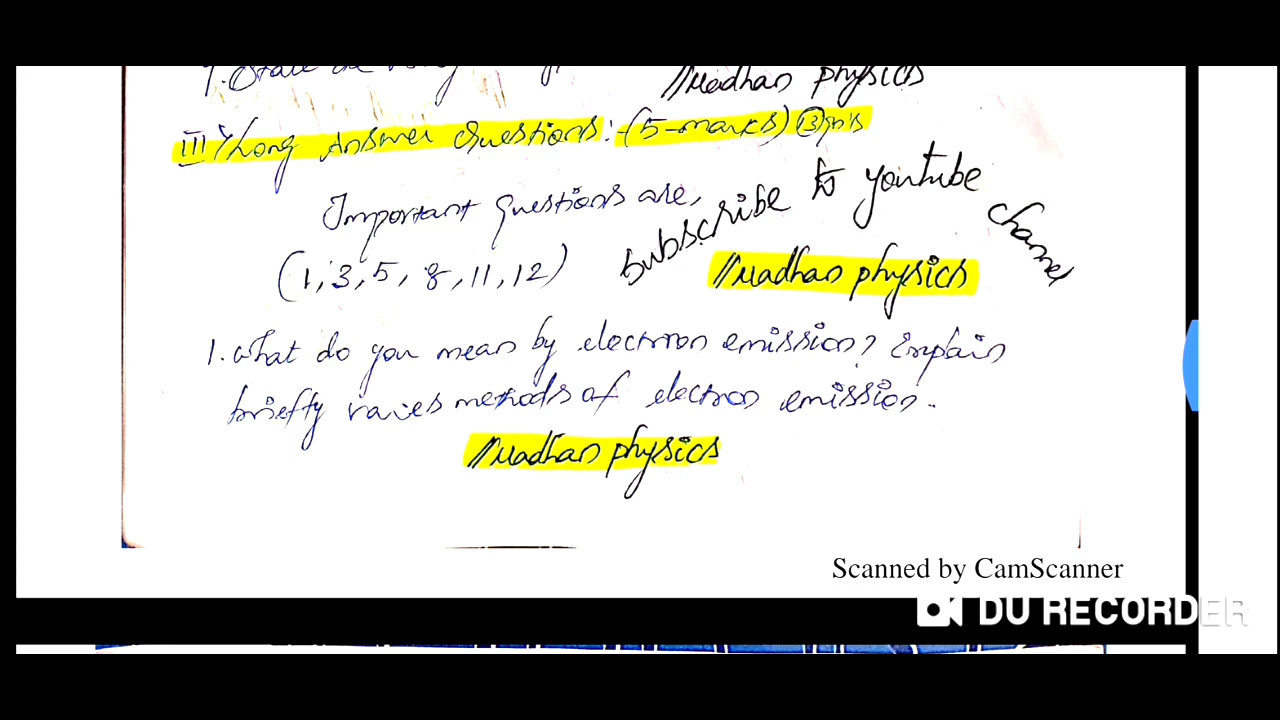 Madhan physics
III) Long Answer Questions:-(5-marks) ③
Important questions are,
(1, 3, 5, 8, 11, 12)
Subscribe to youtube channel
Madhan physics
1. What do you mean by electron emission? Explain
briefly varies methods of electron emission.
Madhan physics
Scanned by CamScanner
DU RECORDER